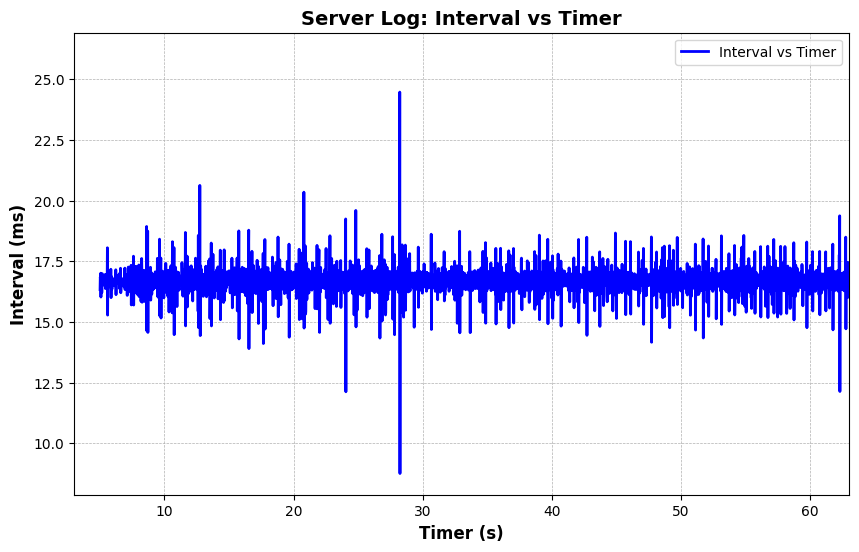 Server Log: Interval vs Timer
Interval vs Timer
Interval (ms)
25.0
22.5
20.0
17.5
15.0
12.5
10.0
10 20 30 40 50 60
Timer (s)